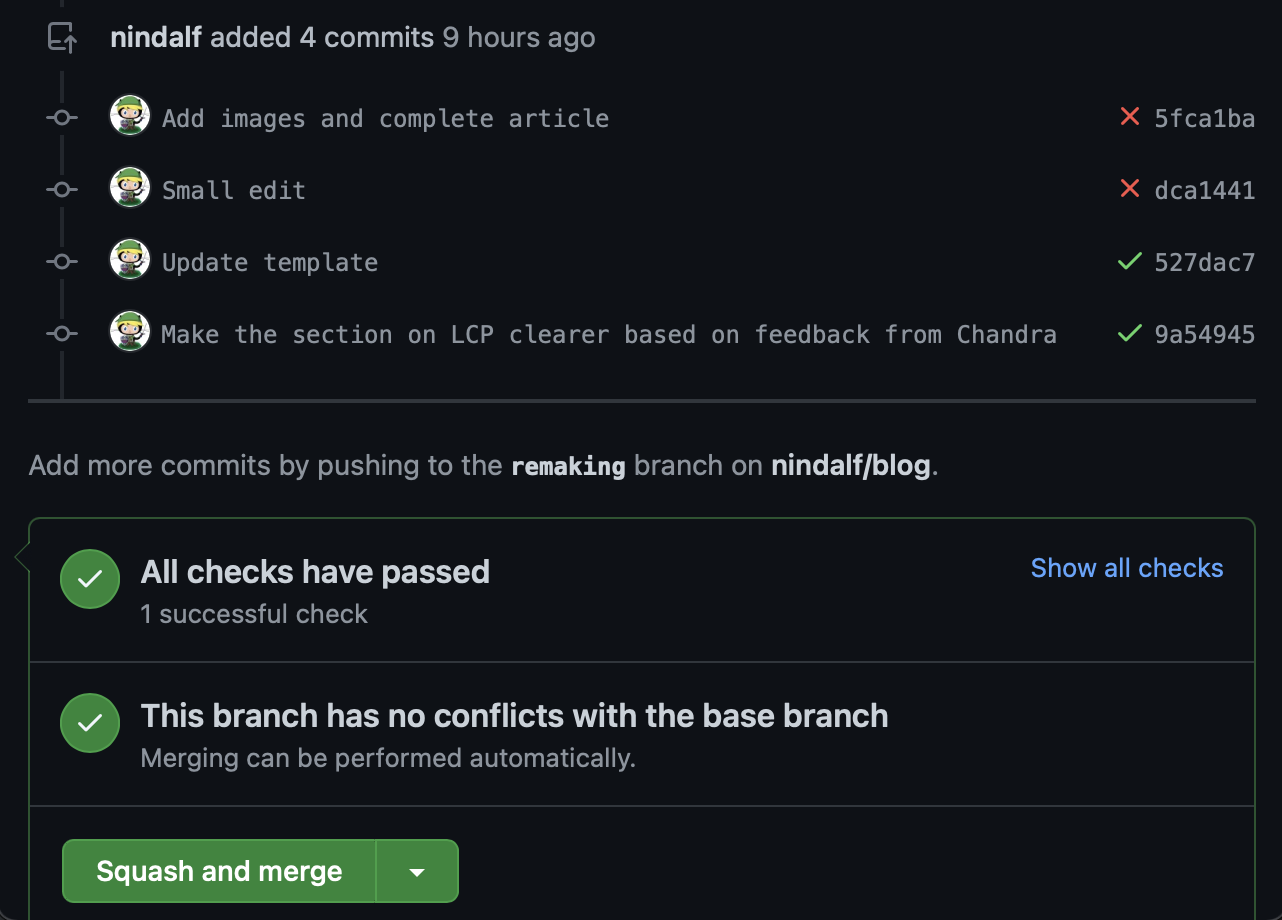 nindalf added 4 commits 9 hours ago
Add images and complete article 5fca1ba
Small edit dca1441
Update template 527dac7
Make the section on LCP clearer based on feedback from Chandra 9a54945
Add more commits by pushing to the remaking branch on nindalf/blog.
All checks have passed Show all checks
1 successful check
This branch has no conflicts with the base branch
Merging can be performed automatically.
Squash and merge